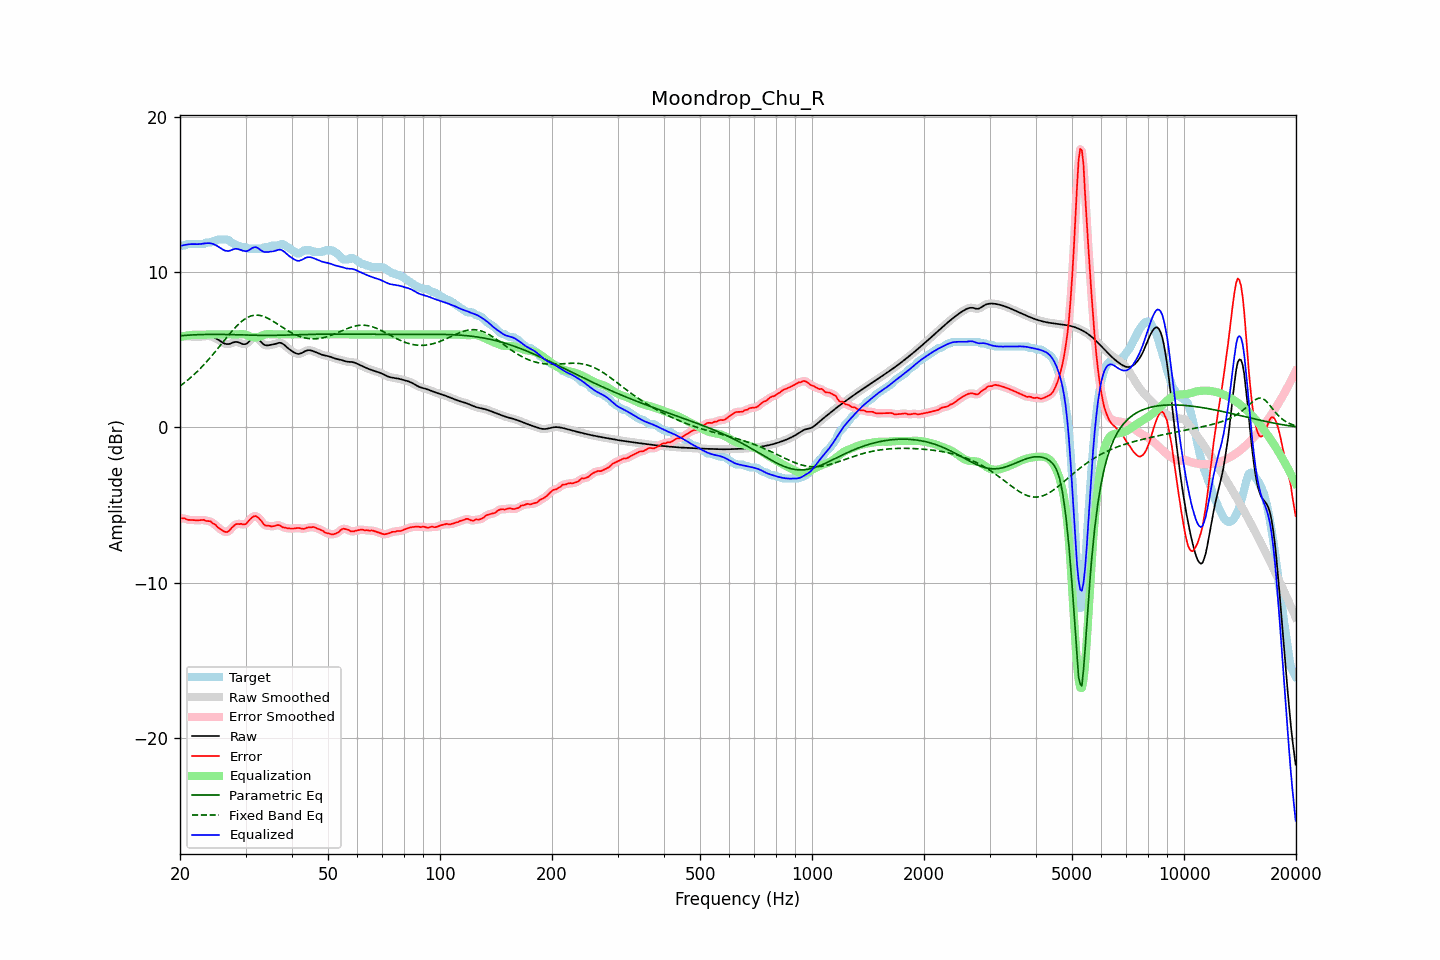 Moondrop_Chu_R
20
10
0
−10
−20
Amplitude (dBr)
Target
Raw Smoothed
Error Smoothed
Raw
Error
Equalization
Parametric Eq
Fixed Band Eq
Equalized
20 50 100 200 500 1000 2000 5000 10000 20000
Frequency (Hz)